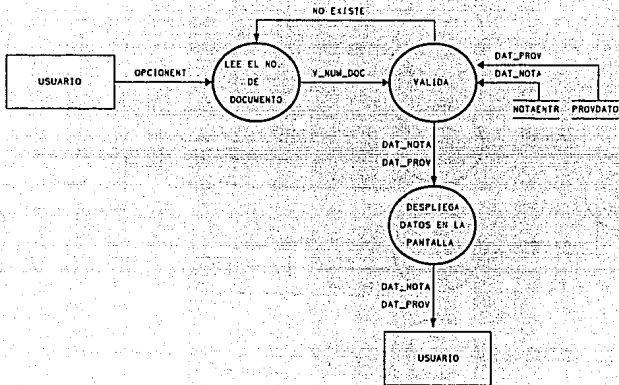 NO EXISTE
USUARIO
OPCIONENT
LEE EL NO.
DE
DOCUMENTO
V_NUM_DOC
VALIDA
DAT_PROV
DAT_NOTA
NOTAENTR
PROVDATO
DAT_NOTA
DAT_PROV
DESPLIEGA
DATOS EN LA
PANTALLA
DAT_NOTA
DAT_PROV
USUARIO